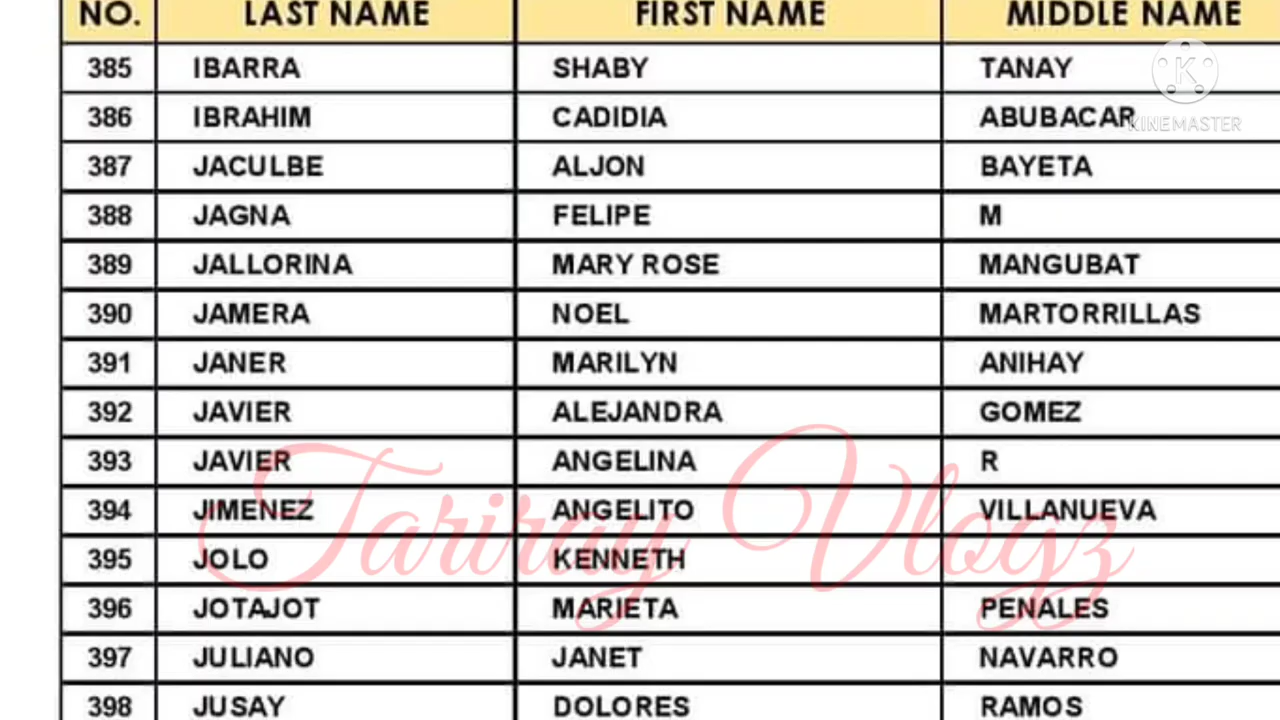 NO. LAST NAME FIRST NAME MIDDLE NAME
385 IBARRA SHABY TANAY
386 IBRAHIM CADIDIA ABUBACAR
KINEMASTER
387 JACULBE ALJON BAYETA
388 JAGNA FELIPE M
389 JALLORINA MARY ROSE MANGUBAT
390 JAMERA NOEL MARTORRILLAS
391 JANER MARILYN ANIHAY
392 JAVIER ALEJANDRA GOMEZ
393 JAVIER ANGELINA R
394 JIMENEZ ANGELITO VILLANUEVA
Tariray Vlogz
395 JOLO KENNETH
396 JOTAJOT MARIETA PENALES
397 JULIANO JANET NAVARRO
398 JUSAY DOLORES RAMOS